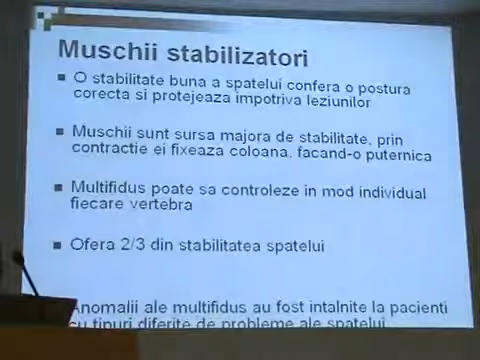 Muschii stabilizatori
O stabilitate buna a spatelui confera o postura
corecta si protejeaza impotriva leziunilor
Muschii sunt sursa majora de stabilitate, prin
contractie ei fixeaza coloana, facand-o puternica
Multifidus poate sa controleze in mod individual
fiecare vertebra
Ofera 2/3 din stabilitatea spatelui
Anomalii ale multifidus au fost intalnite la pacienti
cu tipuri diferite de probleme ale spatelui